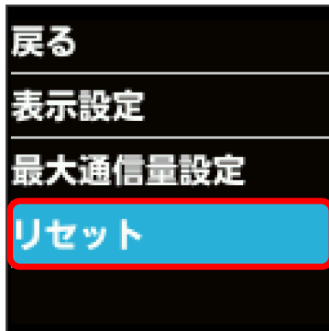 戻る
表示設定
最大通信量設定
リセット